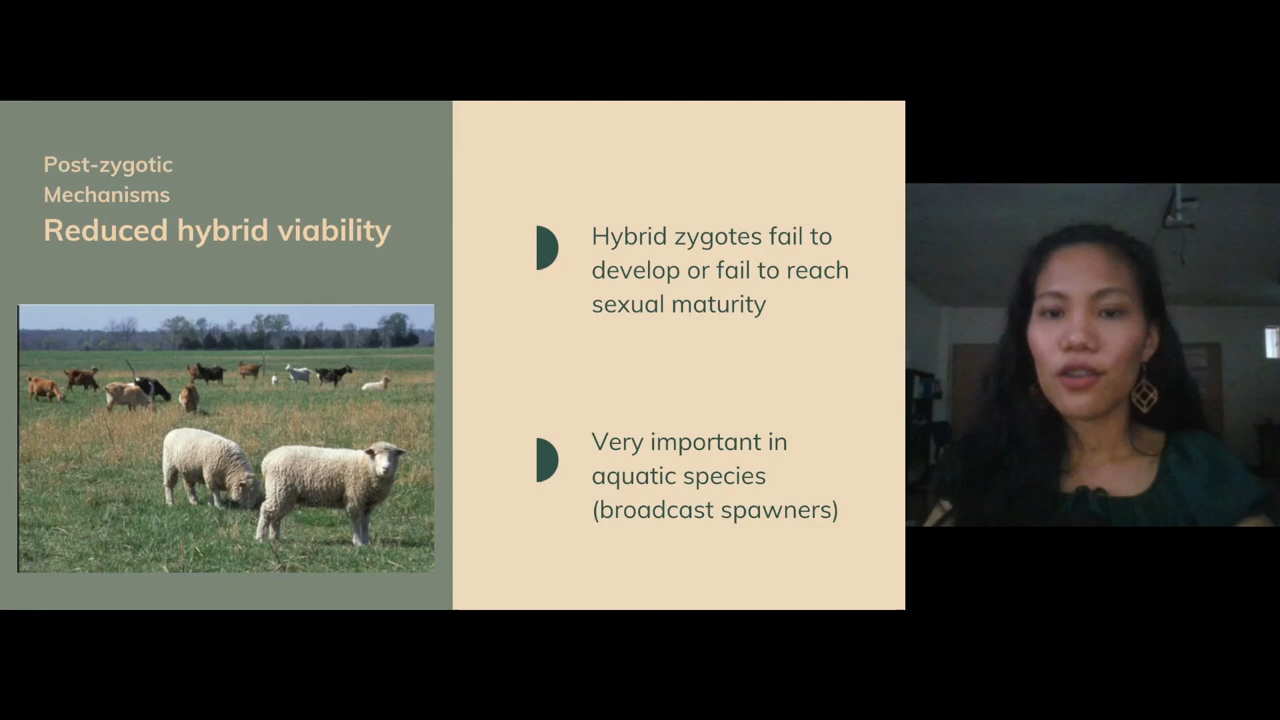 Post-zygotic
Mechanisms
Reduced hybrid viability
Hybrid zygotes fail to
develop or fail to reach
sexual maturity
Very important in
aquatic species
(broadcast spawners)